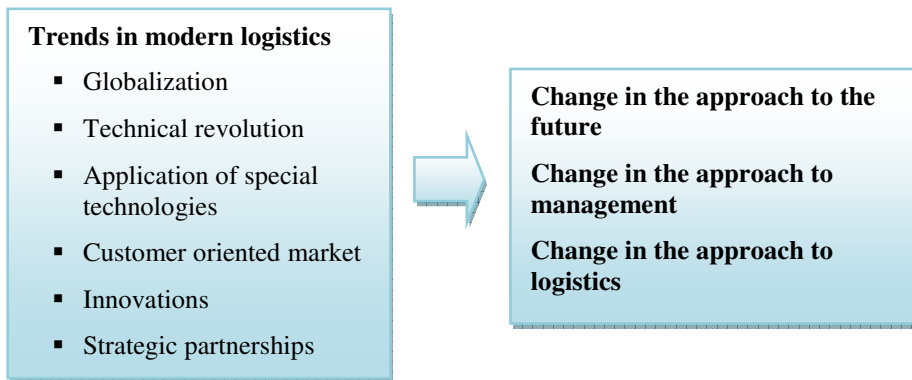 Trends in modern logistics
▪ Globalization
▪ Technical revolution
▪ Application of special
technologies
▪ Customer oriented market
▪ Innovations
▪ Strategic partnerships
Change in the approach to the
future
Change in the approach to
management
Change in the approach to
logistics